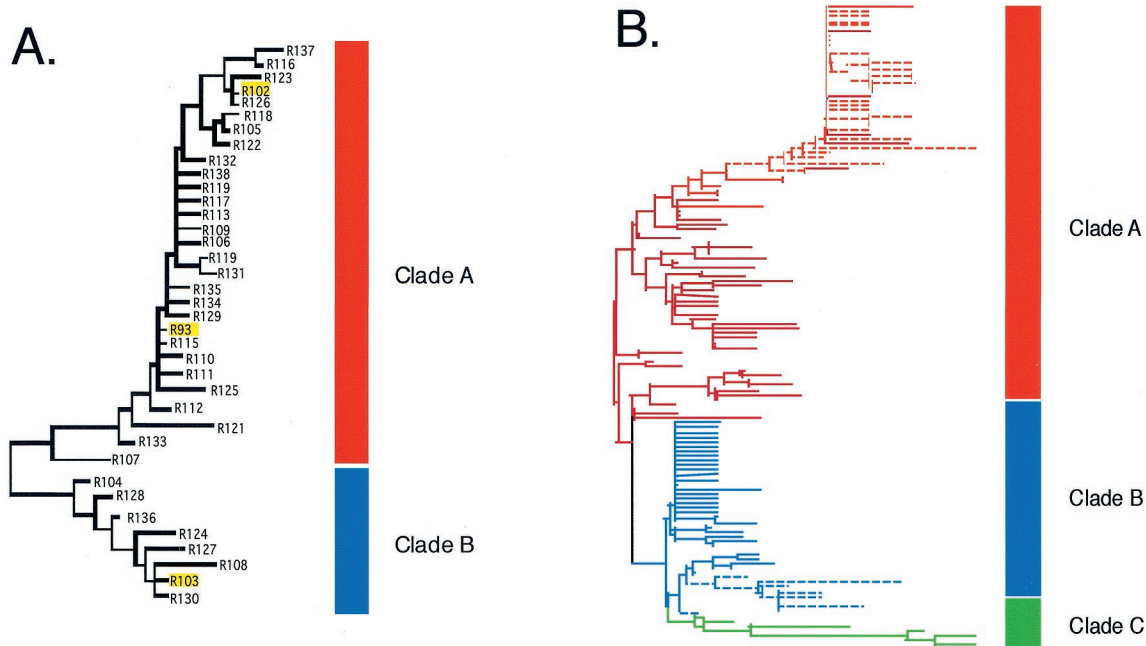 A.
R137
R116
R123
R102
R126
R118
R105
R122
R132
R138
R119
R117
R113
R109
R106
R119
R131
R135
R134
R129
R93
R115
R110
R111
R125
R112
R121
R133
R107
R104
R128
R136
R124
R127
R108
R103
R130
Clade A
Clade B
B.
Clade A
Clade B
Clade C